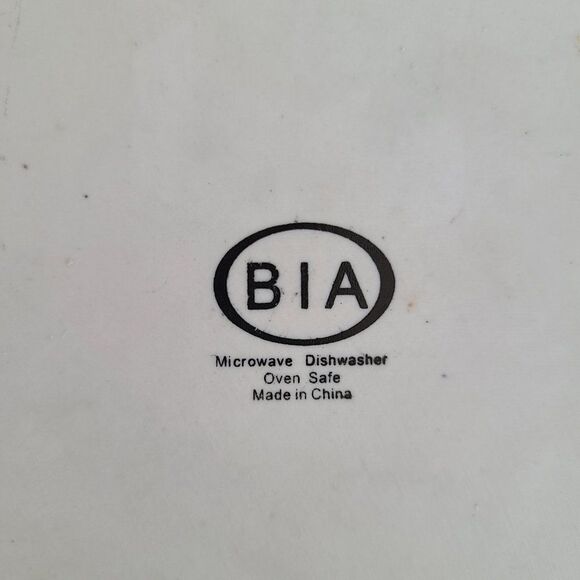 BIA
Microwave Dishwasher
Oven Safe
Made in China